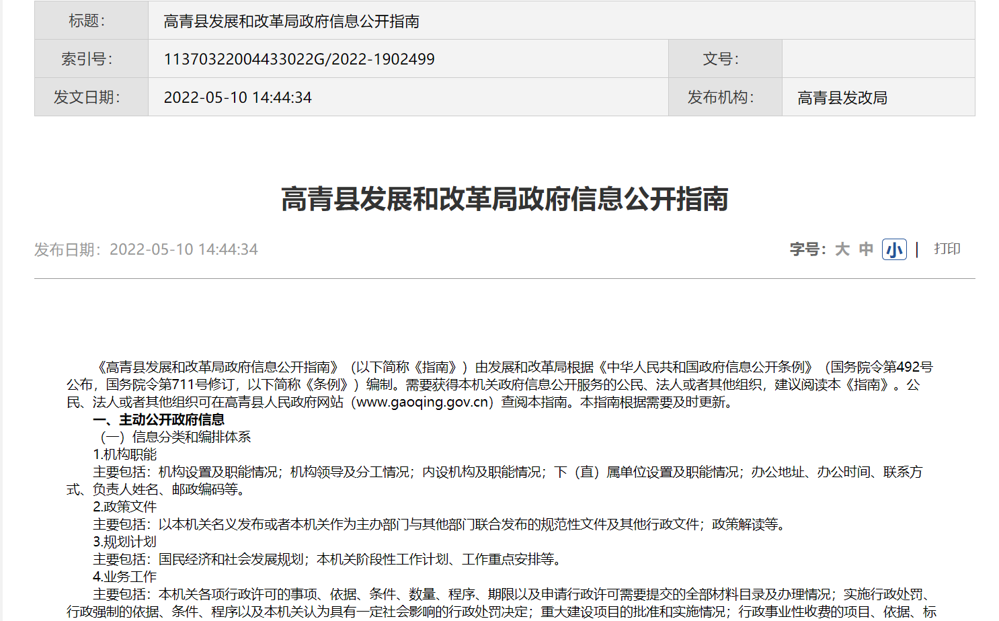 标题： 高青县发展和改革局政府信息公开指南
索引号： 11370322004433022G/2022-1902499 文号：
发文日期： 2022-05-10 14:44:34 发布机构： 高青县发改局
高青县发展和改革局政府信息公开指南
发布日期：2022-05-10 14:44:34 字号： 大 中 小 | 打印
《高青县发展和改革局政府信息公开指南》（以下简称《指南》）由发展和改革局根据《中华人民共和国政府信息公开条例》（国务院令第492号
公布，国务院令第711号修订，以下简称《条例》）编制。需要获得本机关政府信息公开服务的公民、法人或者其他组织，建议阅读本《指南》。公
民、法人或者其他组织可在高青县人民政府网站（www.gaoqing.gov.cn）查阅本指南。本指南根据需要及时更新。
一、主动公开政府信息
（一）信息分类和编排体系
1.机构职能
主要包括：机构设置及职能情况；机构领导及分工情况；内设机构及职能情况；下（直）属单位设置及职能情况；办公地址、办公时间、联系方
式、负责人姓名、邮政编码等。
2.政策文件
主要包括：以本机关名义发布或者本机关作为主办部门与其他部门联合发布的规范性文件及其他行政文件；政策解读等。
3.规划计划
主要包括：国民经济和社会发展规划；本机关阶段性工作计划、工作重点安排等。
4.业务工作
主要包括：本机关各项行政许可的事项、依据、条件、数量、程序、期限以及申请行政许可需要提交的全部材料目录及办理情况；实施行政处罚、
行政强制的依据、条件、程序以及本机关认为具有一定社会影响的行政处罚决定；重大建设项目的批准和实施情况；行政事业性收费的项目、依据、标